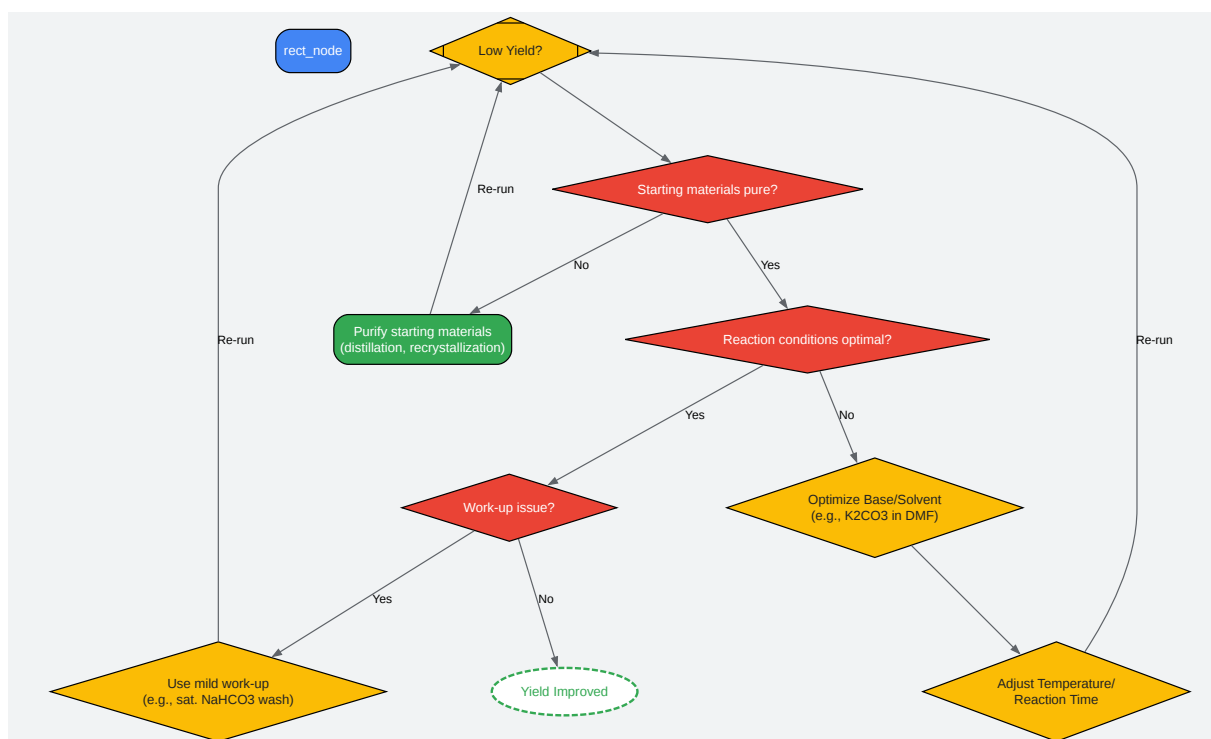 rect_node
Low Yield?
Starting materials pure?
Re-run
No
Yes
Purify starting materials
(distillation, recrystallization)
Reaction conditions optimal?
Re-run
Re-run
Yes
No
Work-up issue?
Optimize Base/Solvent
(e.g., K2CO3 in DMF)
Yes
No
Use mild work-up
(e.g., sat. NaHCO3 wash)
Yield Improved
Adjust Temperature/
Reaction Time